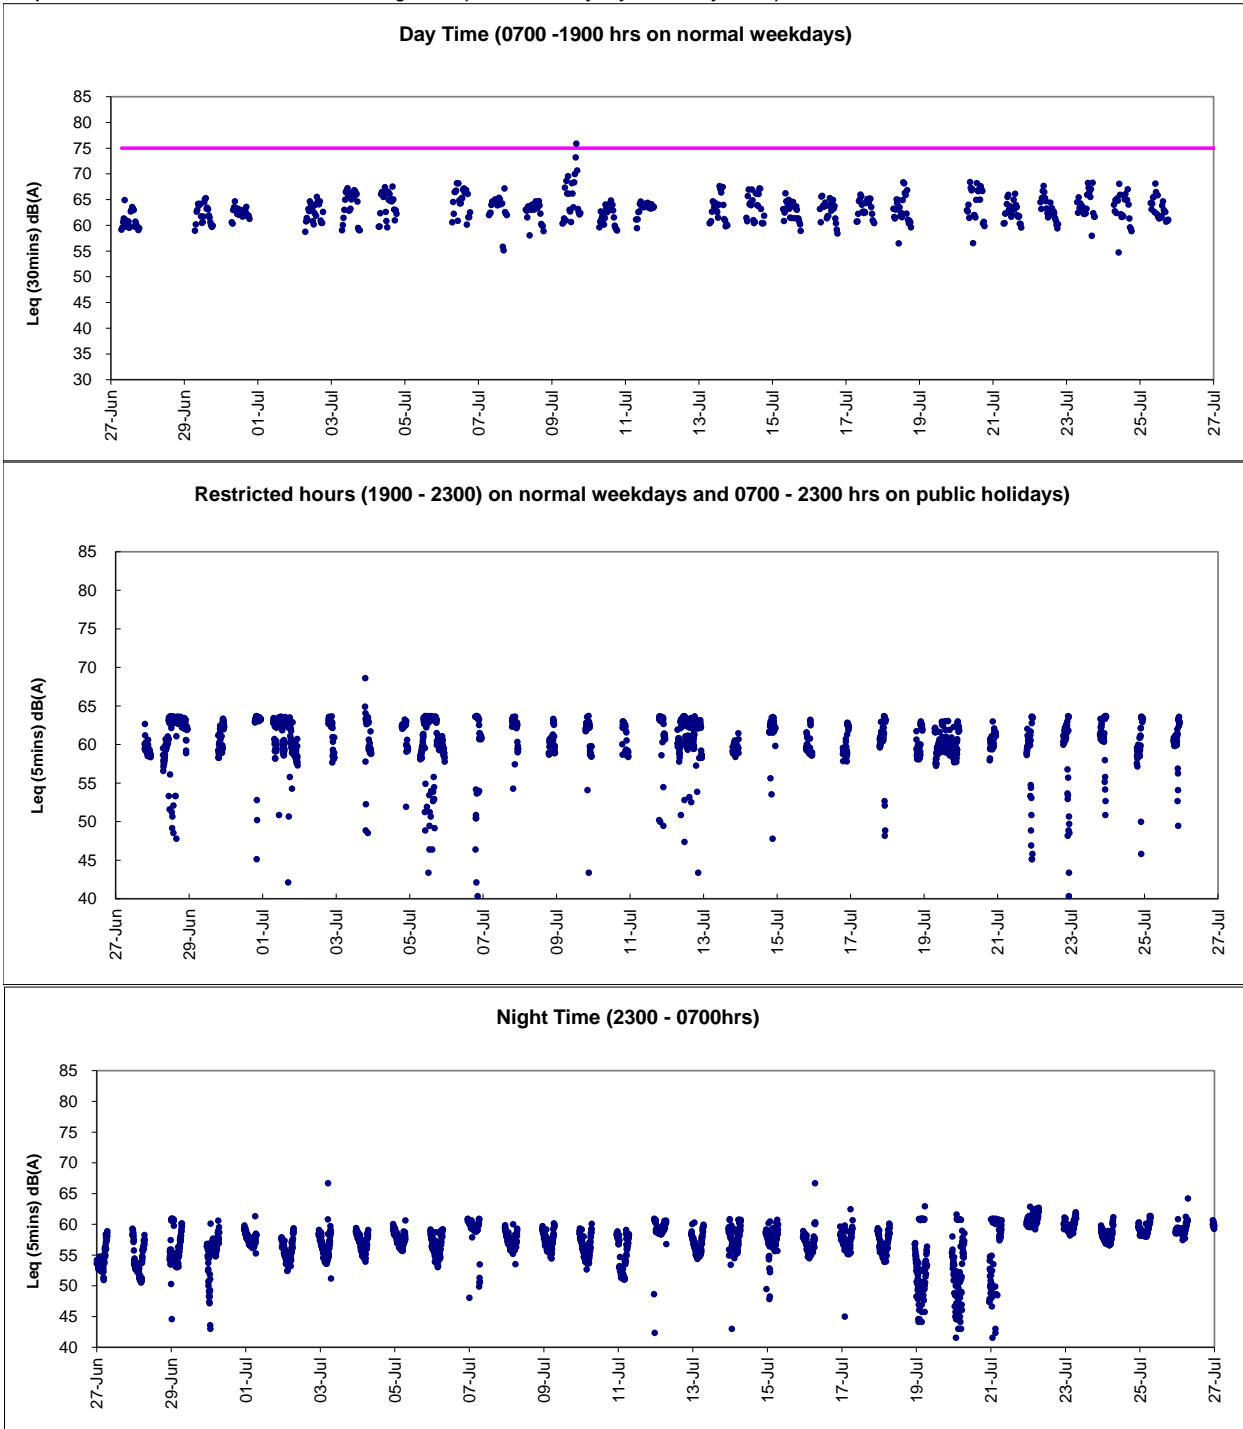 Day Time (0700 -1900 hrs on normal weekdays)
85
80
75
70
65
60
55
50
45
40
35
30
Leq (30mins) dB(A)
27-Jun
29-Jun
01-Jul
03-Jul
05-Jul
07-Jul
09-Jul
11-Jul
13-Jul
15-Jul
17-Jul
19-Jul
21-Jul
23-Jul
25-Jul
27-Jul
Restricted hours (1900 - 2300) on normal weekdays and 0700 - 2300 hrs on public holidays)
85
80
75
70
65
60
55
50
45
40
Leq (5mins) dB(A)
27-Jun
29-Jun
01-Jul
03-Jul
05-Jul
07-Jul
09-Jul
11-Jul
13-Jul
15-Jul
17-Jul
19-Jul
21-Jul
23-Jul
25-Jul
27-Jul
Night Time (2300 - 0700hrs)
85
80
75
70
65
60
55
50
45
40
Leq (5mins) dB(A)
27-Jun
29-Jun
01-Jul
03-Jul
05-Jul
07-Jul
09-Jul
11-Jul
13-Jul
15-Jul
17-Jul
19-Jul
21-Jul
23-Jul
25-Jul
27-Jul